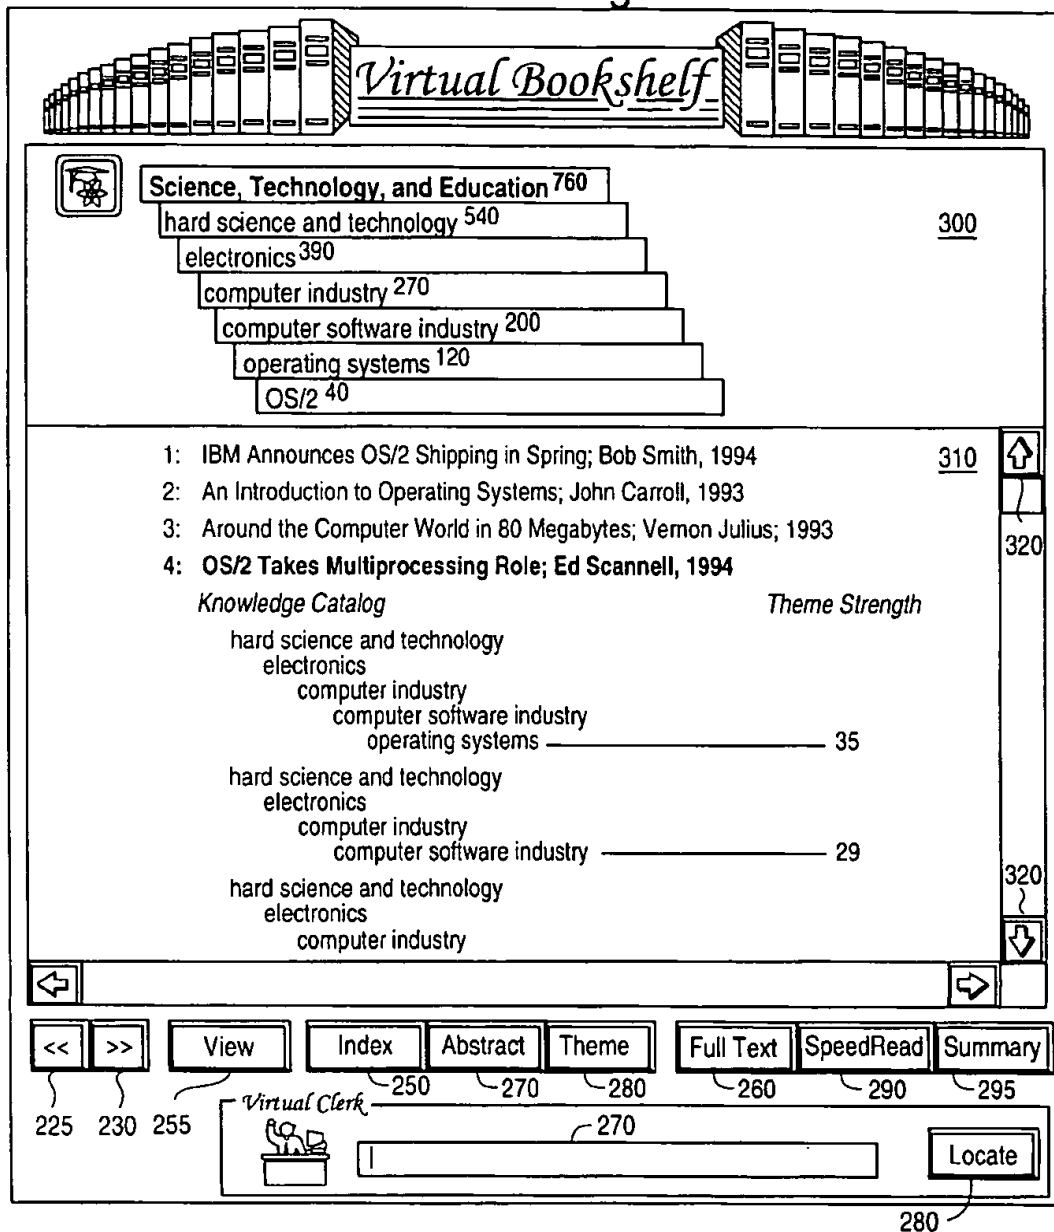 Virtual Bookshelf
Science, Technology, and Education 760
hard science and technology 540
300
electronics 390
computer industry 270
computer software industry 200
operating systems 120
OS/2 40
1: IBM Announces OS/2 Shipping in Spring; Bob Smith, 1994
310
2: An Introduction to Operating Systems; John Carroll, 1993
3: Around the Computer World in 80 Megabytes; Vernon Julius; 1993
320
4: OS/2 Takes Multiprocessing Role; Ed Scannell, 1994
Knowledge Catalog Theme Strength
hard science and technology
electronics
computer industry
computer software industry
operating systems 35
hard science and technology
electronics
computer industry
computer software industry 29
320
hard science and technology
electronics
computer industry
<< >> View Index Abstract Theme Full Text SpeedRead Summary
250 270 280 260 290 295
225 230 255
Virtual Clerk
270
Locate
280